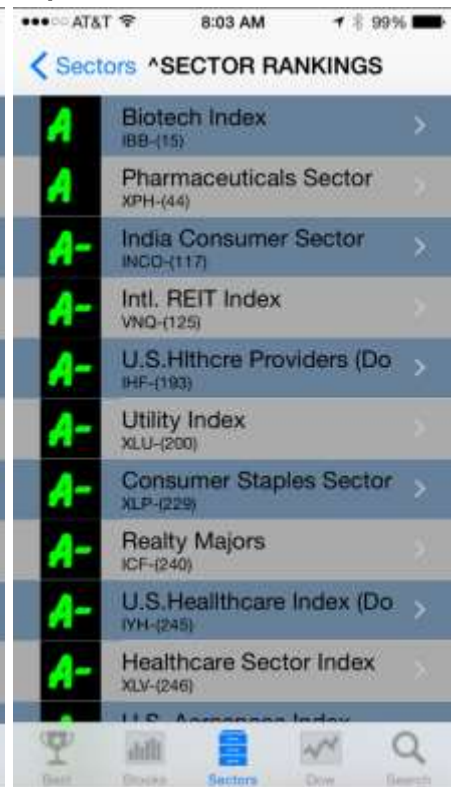 AT&T 8:03 AM 99%
Sectors ^SECTOR RANKINGS
A Biotech Index
IBB-(15)
A Pharmaceuticals Sector
XPH-(44)
A- India Consumer Sector
INCO-(117)
A- Intl. REIT Index
VNQ-(125)
A- U.S.Hlthcre Providers (Do
IHF-(193)
A- Utility Index
XLU-(200)
A- Consumer Staples Sector
XLP-(229)
A- Realty Majors
ICF-(240)
A- U.S.Heallthcare Index (Do
IYH-(245)
A- Healthcare Sector Index
XLV-(246)
U.S. Aerospace Index
Best Stocks Sectors Dow Search